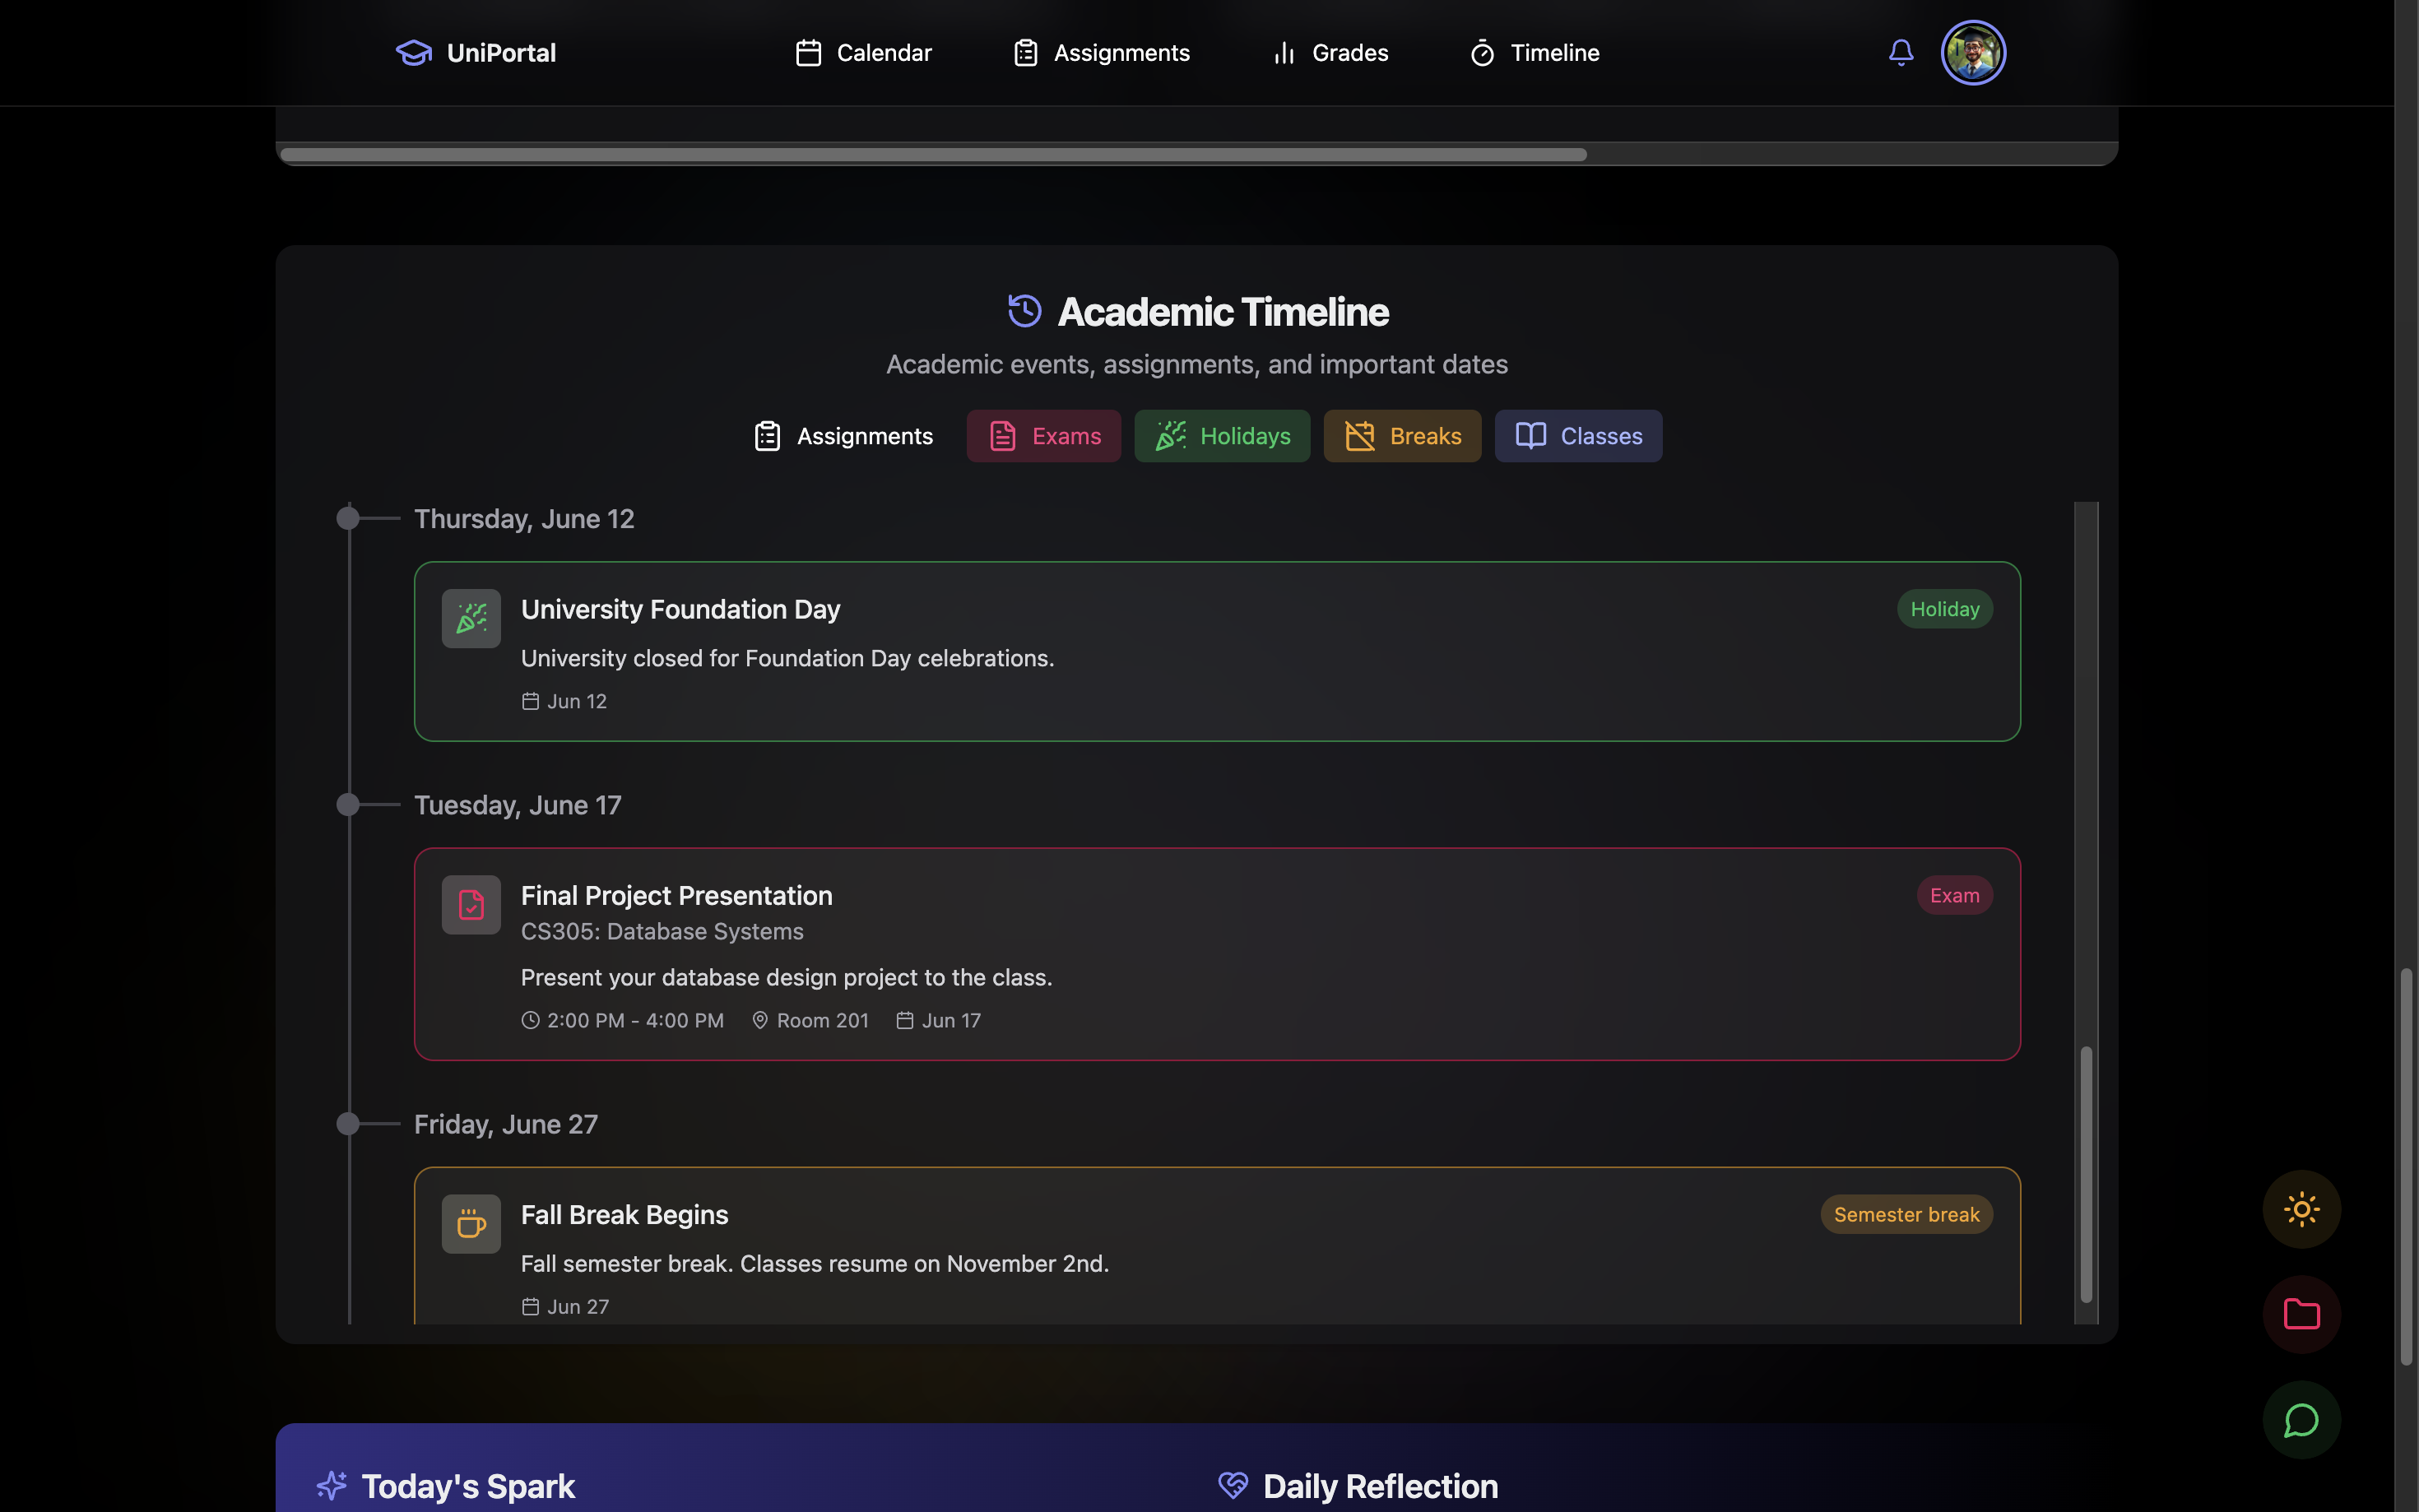 UniPortal
Calendar
Assignments
Grades
Timeline
Academic Timeline
Academic events, assignments, and important dates
Assignments
Exams
Holidays
Breaks
Classes
Thursday, June 12
University Foundation Day
Holiday
University closed for Foundation Day celebrations.
Jun 12
Tuesday, June 17
Final Project Presentation
Exam
CS305: Database Systems
Present your database design project to the class.
2:00 PM - 4:00 PM
Room 201
Jun 17
Friday, June 27
Fall Break Begins
Semester break
Fall semester break. Classes resume on November 2nd.
Jun 27
Today's Spark
Daily Reflection